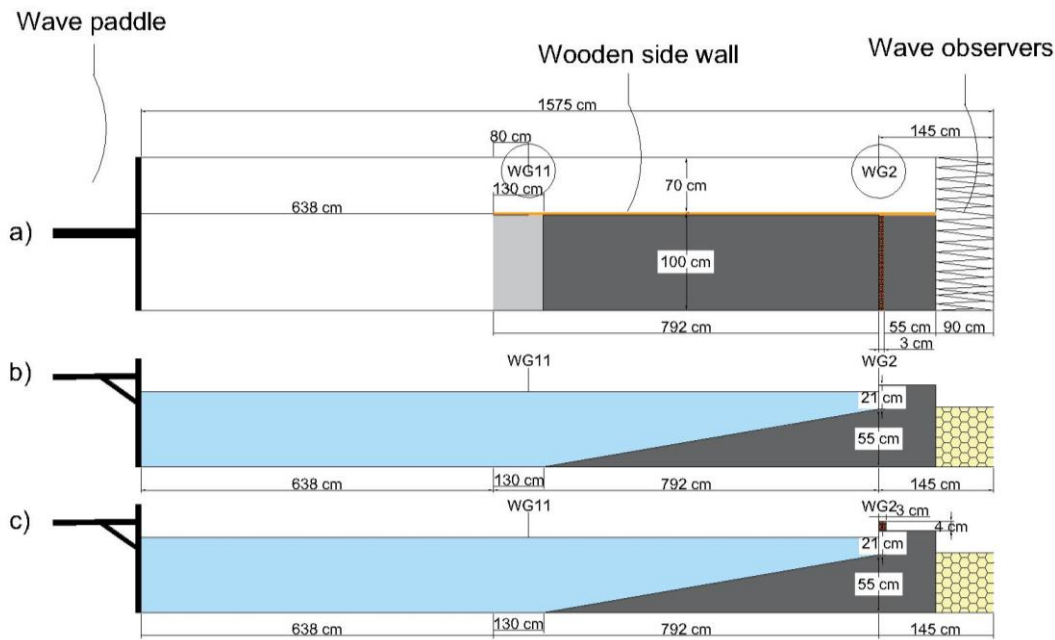 Wave paddle
Wooden side wall
Wave observers
1575 cm
80 cm
145 cm
WG11
WG2
130 cm
70 cm
638 cm
a)
100 cm
792 cm
55 cm
90 cm
3 cm
WG11
WG2
b)
21 cm
55 cm
130 cm
638 cm
792 cm
145 cm
WG11
WG2
3 cm
c)
4 cm
21 cm
55 cm
130 cm
638 cm
792 cm
145 cm